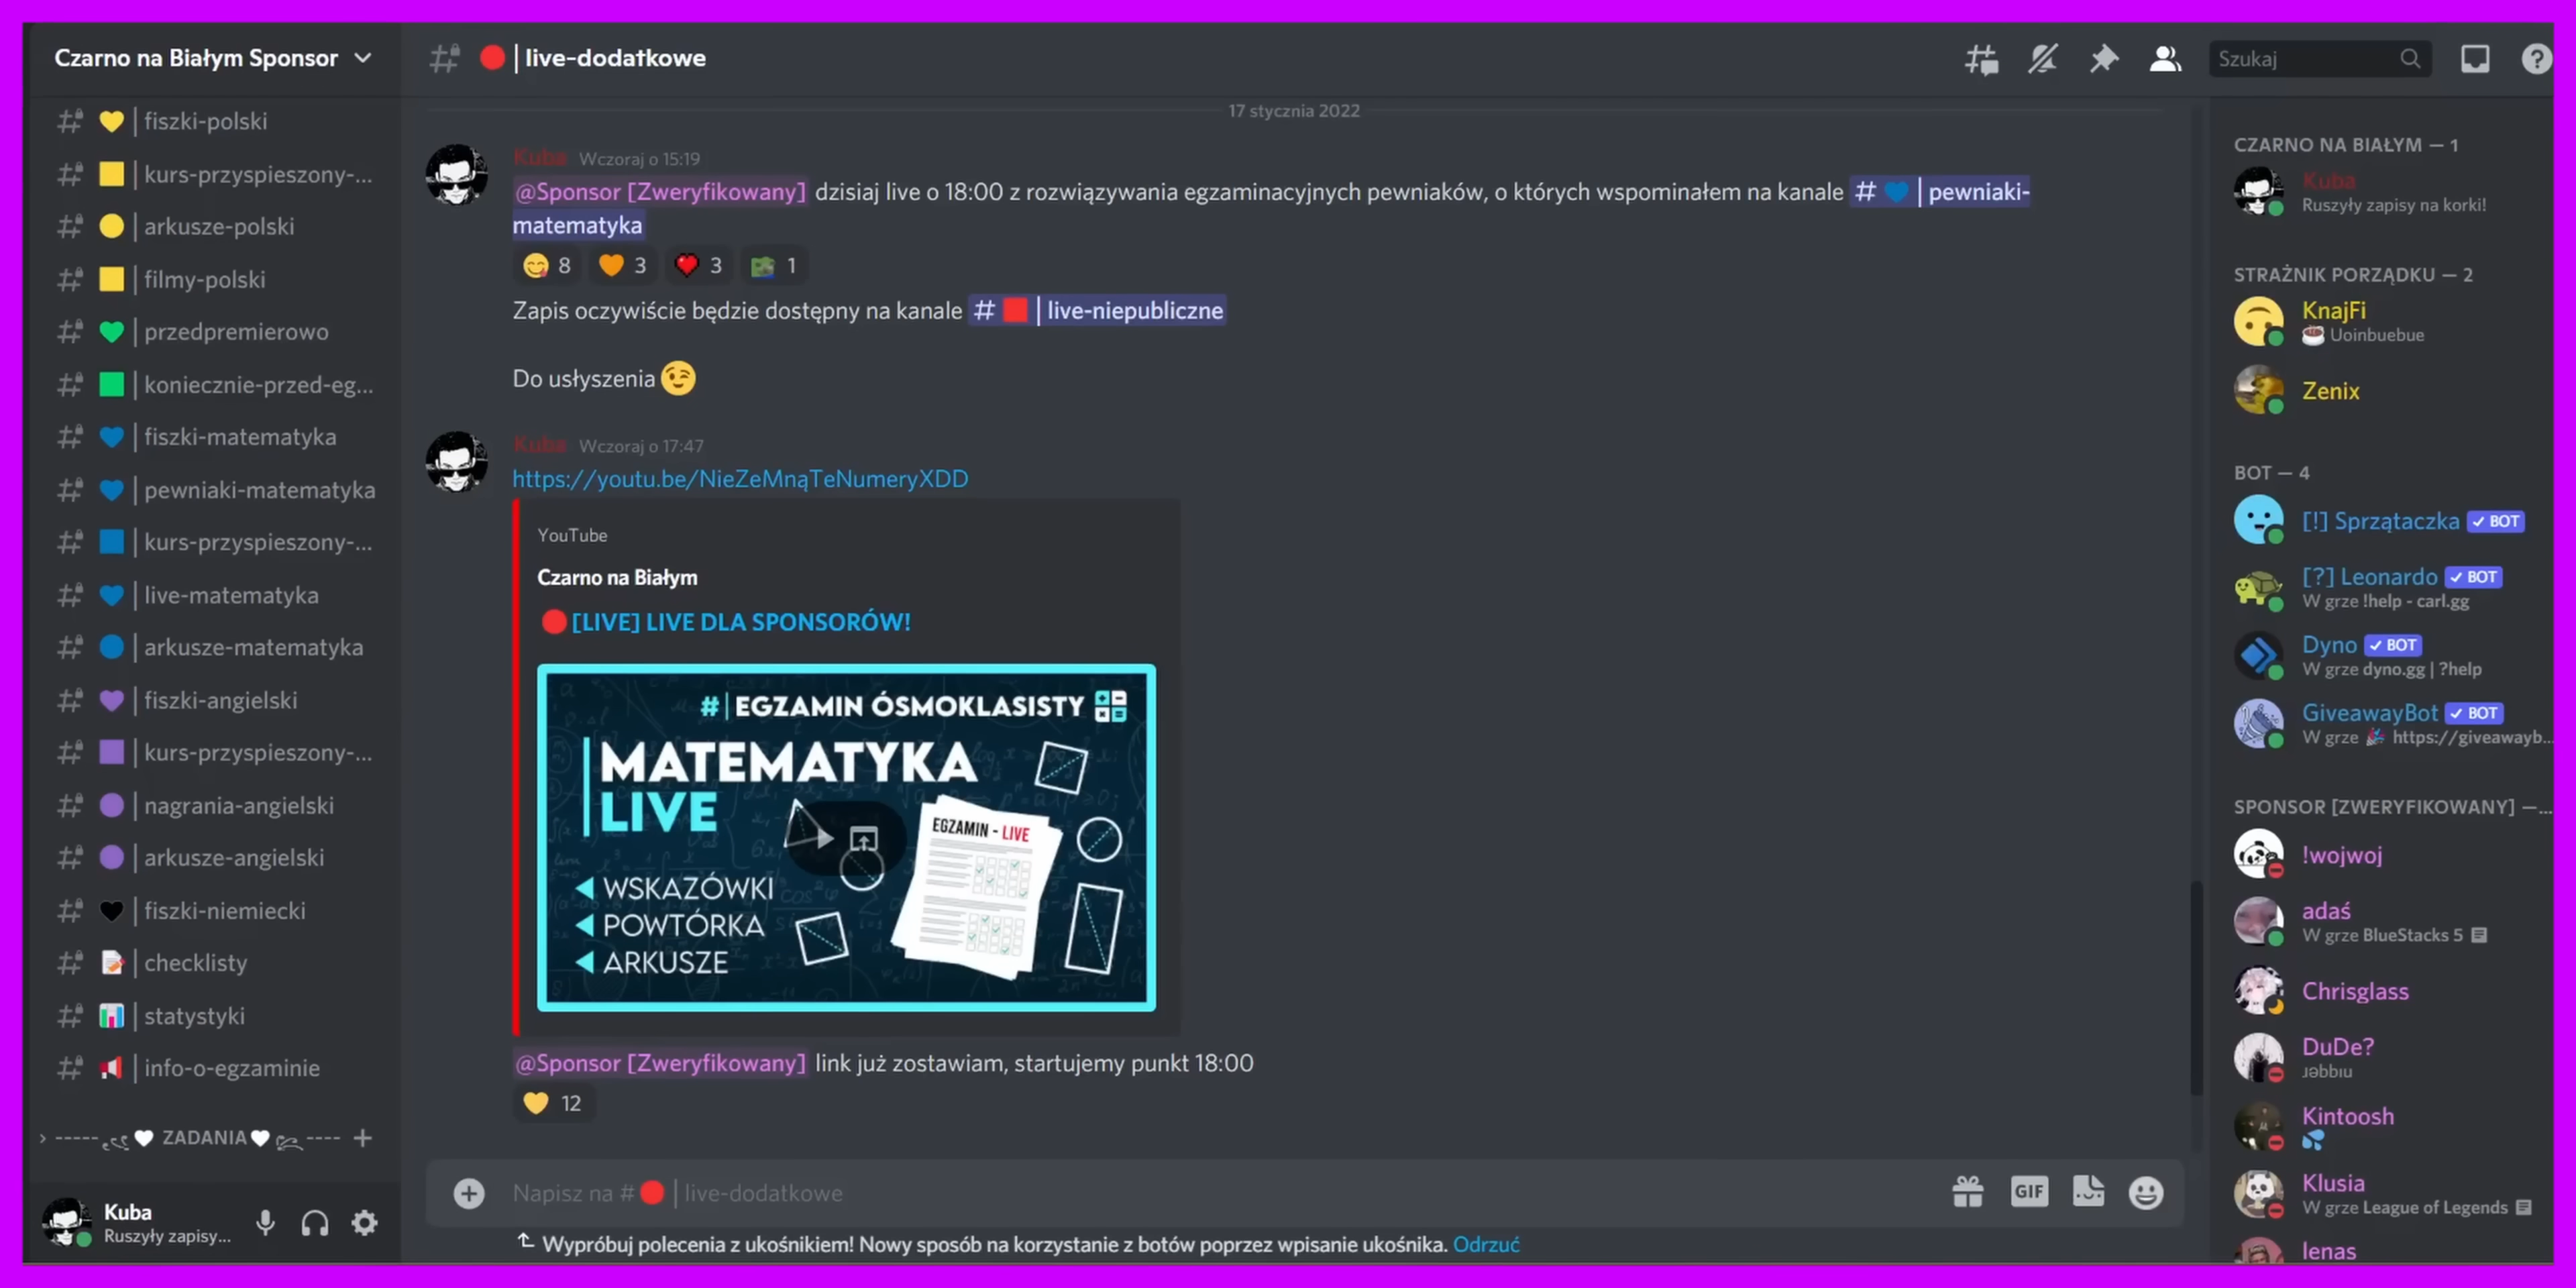 Czarno na Białym Sponsor
fiszki-polski
kurs-przyspieszony-...
arkusze-polski
filmy-polski
przedpremierowo
koniecznie-przed-eg...
fiszki-matematyka
pewniaki-matematyka
kurs-przyspieszony-...
live-matematyka
arkusze-matematyka
fiszki-angielski
kurs-przyspieszony-...
nagrania-angielski
arkusze-angielski
fiszki-niemiecki
checklisty
statystyki
info-o-egzaminie
ZADANIA
Kuba
Ruszyły zapisy...
# 🔴 | live-dodatkowe
Szukaj
17 stycznia 2022
Kuba Wczoraj o 15:19
@Sponsor [Zweryfikowany] dzisiaj live o 18:00 z rozwiązywania egzaminacyjnych pewniaków, o których wspominałem na kanale # 💙 | pewniaki-
matematyka
😋 8 🧡 3 ❤️ 3 1
Zapis oczywiście będzie dostępny na kanale # 🟥 | live-niepubliczne
Do usłyszenia 😉
Kuba Wczoraj o 17:47
https://youtu.be/NieZeMnąTeNumeryXDD
YouTube
Czarno na Białym
🔴[LIVE] LIVE DLA SPONSORÓW!
#| EGZAMIN ÓSMOKLASISTY
MATEMATYKA
LIVE
EGZAMIN - LIVE
WSKAZÓWKI
POWTÓRKA
ARKUSZE
@Sponsor [Zweryfikowany] link już zostawiam, startujemy punkt 18:00
💛 12
Napisz na # 🔴 | live-dodatkowe
GIF
Wypróbuj polecenia z ukośnikiem! Nowy sposób na korzystanie z botów poprzez wpisanie ukośnika. Odrzuć
CZARNO NA BIAŁYM — 1
Kuba
Ruszyły zapisy na korki!
STRAŻNIK PORZĄDKU — 2
KnajFi
Uoinbuebue
Zenix
BOT — 4
[!] Sprzątaczka ✓ BOT
[?] Leonardo ✓ BOT
W grze !help - carl.gg
Dyno ✓ BOT
W grze dyno.gg | ?help
GiveawayBot ✓ BOT
W grze 🎉 https://giveawayb...
SPONSOR [ZWERYFIKOWANY] —...
!wojwoj
adaś
W grze BlueStacks 5
Chrisglass
DuDe?
Kintoosh
Klusia
W grze League of Legends
lenas